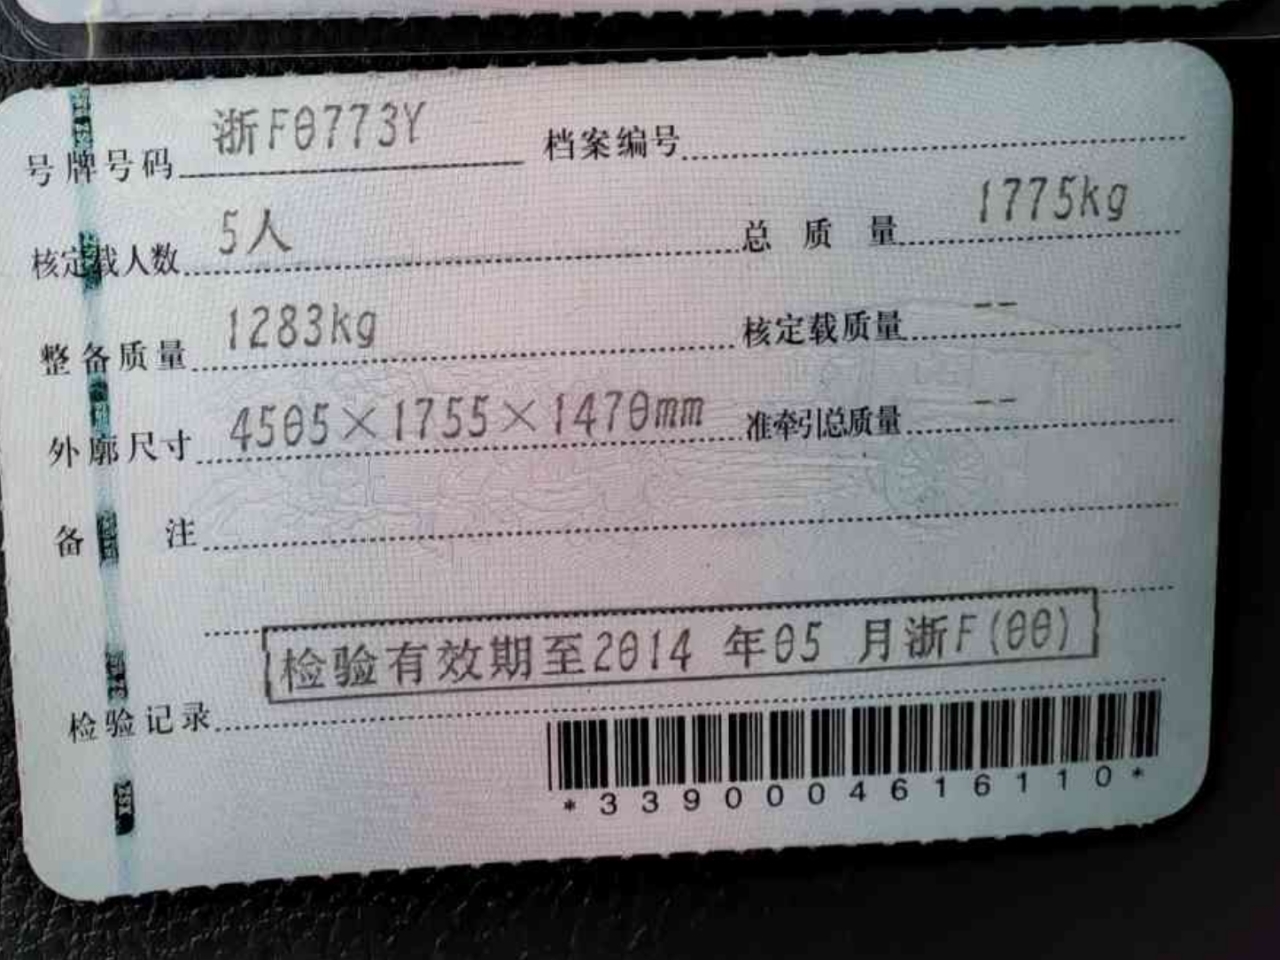 号牌号码 浙F0773Y 档案编号
核定载人数 5人 总质量 1775kg
整备质量 1283kg 核定载质量 --
外廓尺寸 4505×1755×1470mm 准牵引总质量 --
备注
检验有效期至2014 年05 月浙F(00)
检验记录
*3390004616110*